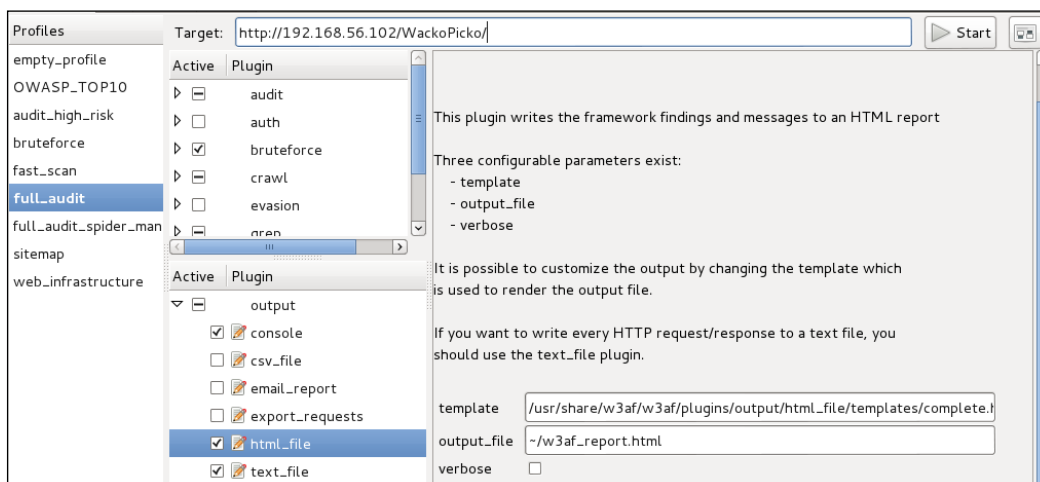 Profiles
Target: http://192.168.56.102/WackoPicko/
Start
empty_profile
OWASP_TOP10
audit_high_risk
bruteforce
fast_scan
full_audit
full_audit_spider_man
sitemap
web_infrastructure
Active Plugin
audit
auth
bruteforce
crawl
evasion
grep
Active Plugin
output
console
csv_file
email_report
export_requests
html_file
text_file
This plugin writes the framework findings and messages to an HTML report
Three configurable parameters exist:
- template
- output_file
- verbose
It is possible to customize the output by changing the template which
is used to render the output file.
If you want to write every HTTP request/response to a text file, you
should use the text_file plugin.
template /usr/share/w3af/w3af/plugins/output/html_file/templates/complete.h
output_file ~/w3af_report.html
verbose